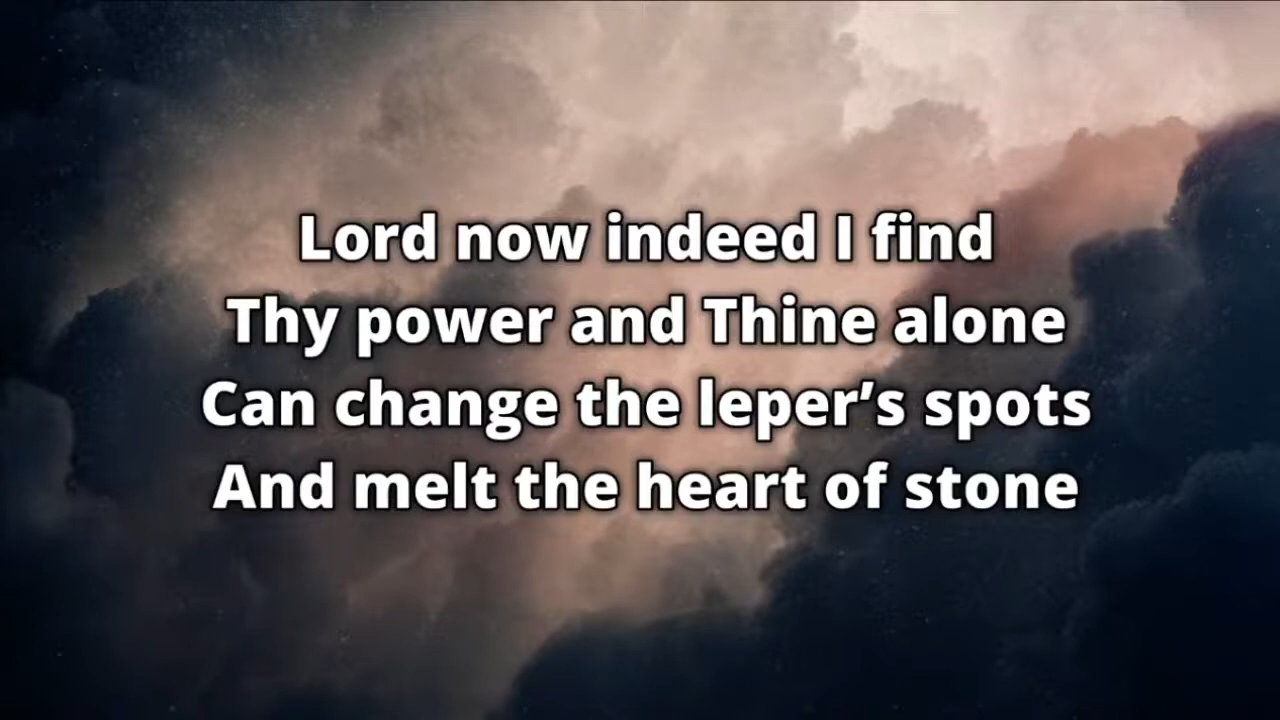 Lord now indeed I find
Thy power and Thine alone
Can change the leper’s spots
And melt the heart of stone